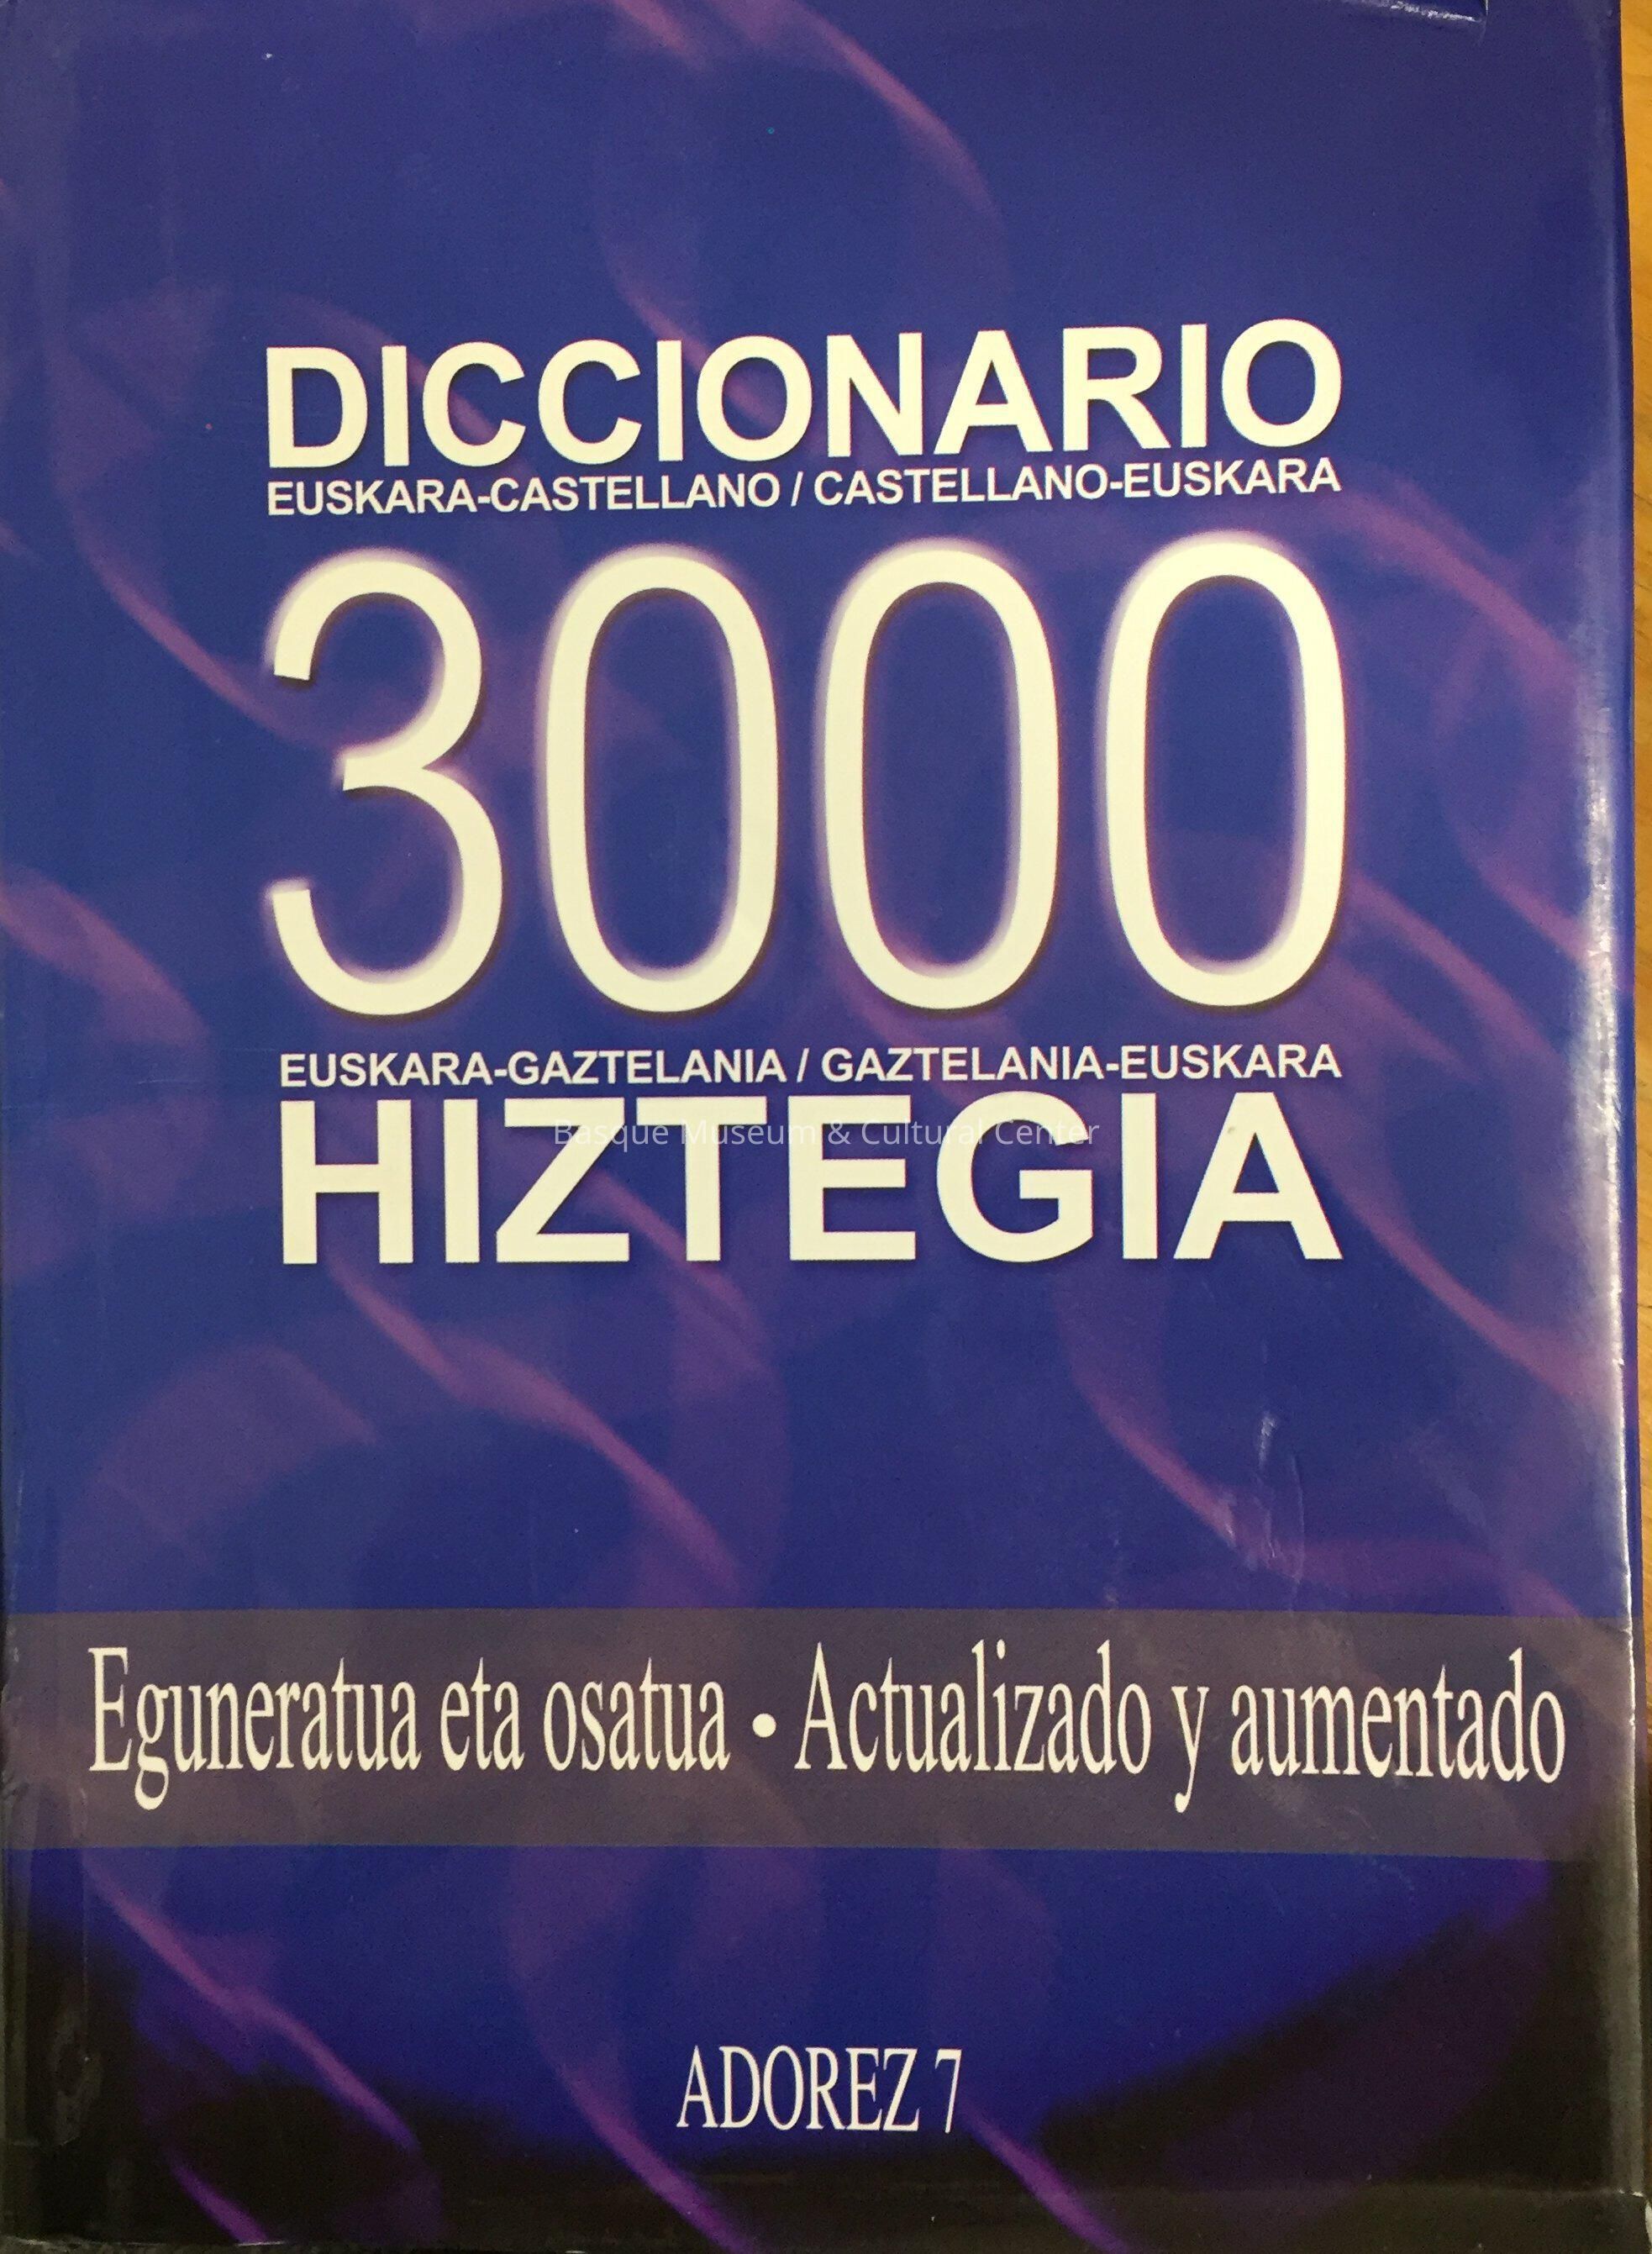 DICCIONARIO
EUSKARA-CASTELLANO / CASTELLANO-EUSKARA
3000
EUSKARA-GAZTELANIA / GAZTELANIA-EUSKARA
HIZTEGIA
Basque Museum & Cultural Center
Eguneratua eta osatua • Actualizado y aumentado
ADOREZ 7